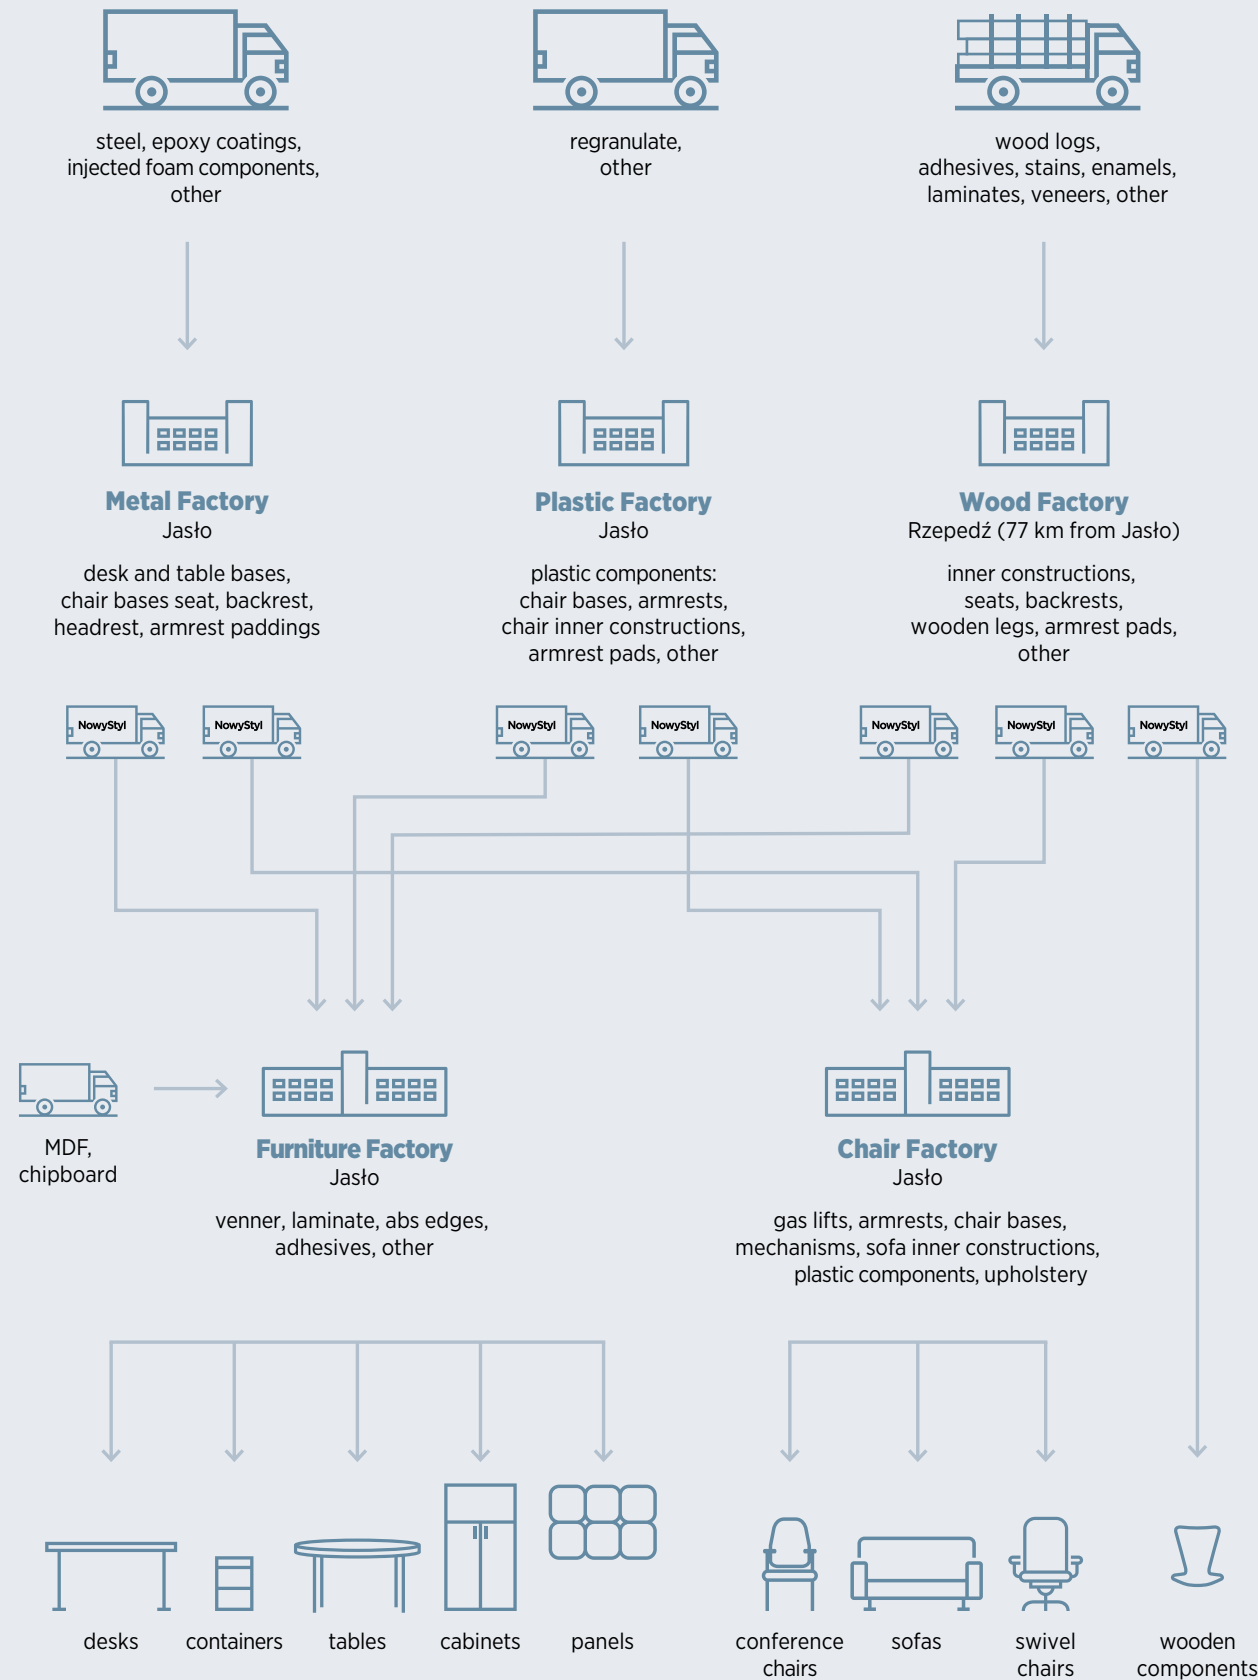 steel, epoxy coatings,
injected foam components,
other
regranulate,
other
wood logs,
adhesives, stains, enamels,
laminates, veneers, other
Metal Factory
Jasło
desk and table bases,
chair bases seat, backrest,
headrest, armrest paddings
Plastic Factory
Jasło
plastic components:
chair bases, armrests,
chair inner constructions,
armrest pads, other
Wood Factory
Rzepedź (77 km from Jasło)
inner constructions,
seats, backrests,
wooden legs, armrest pads,
other
NowyStyl
NowyStyl
NowyStyl
NowyStyl
NowyStyl
NowyStyl
NowyStyl
MDF,
chipboard
Furniture Factory
Jasło
venner, laminate, abs edges,
adhesives, other
Chair Factory
Jasło
gas lifts, armrests, chair bases,
mechanisms, sofa inner constructions,
plastic components, upholstery
desks
containers
tables
cabinets
panels
conference
chairs
sofas
swivel
chairs
wooden
components